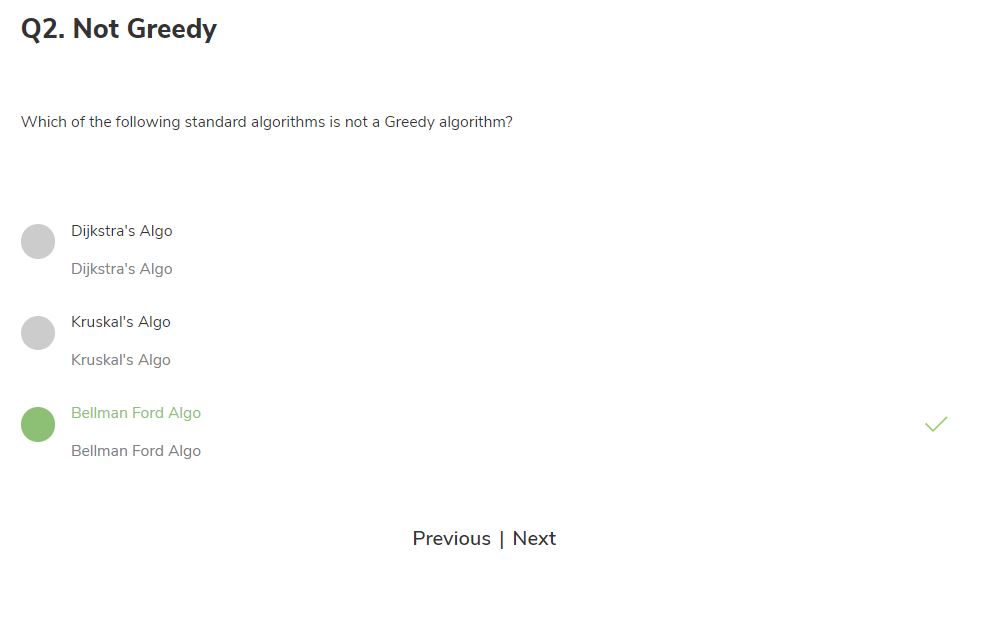 Q2. Not Greedy
Which of the following standard algorithms is not a Greedy algorithm?
Dijkstra's Algo
Dijkstra's Algo
Kruskal's Algo
Kruskal's Algo
Bellman Ford Algo
Bellman Ford Algo
Previous | Next